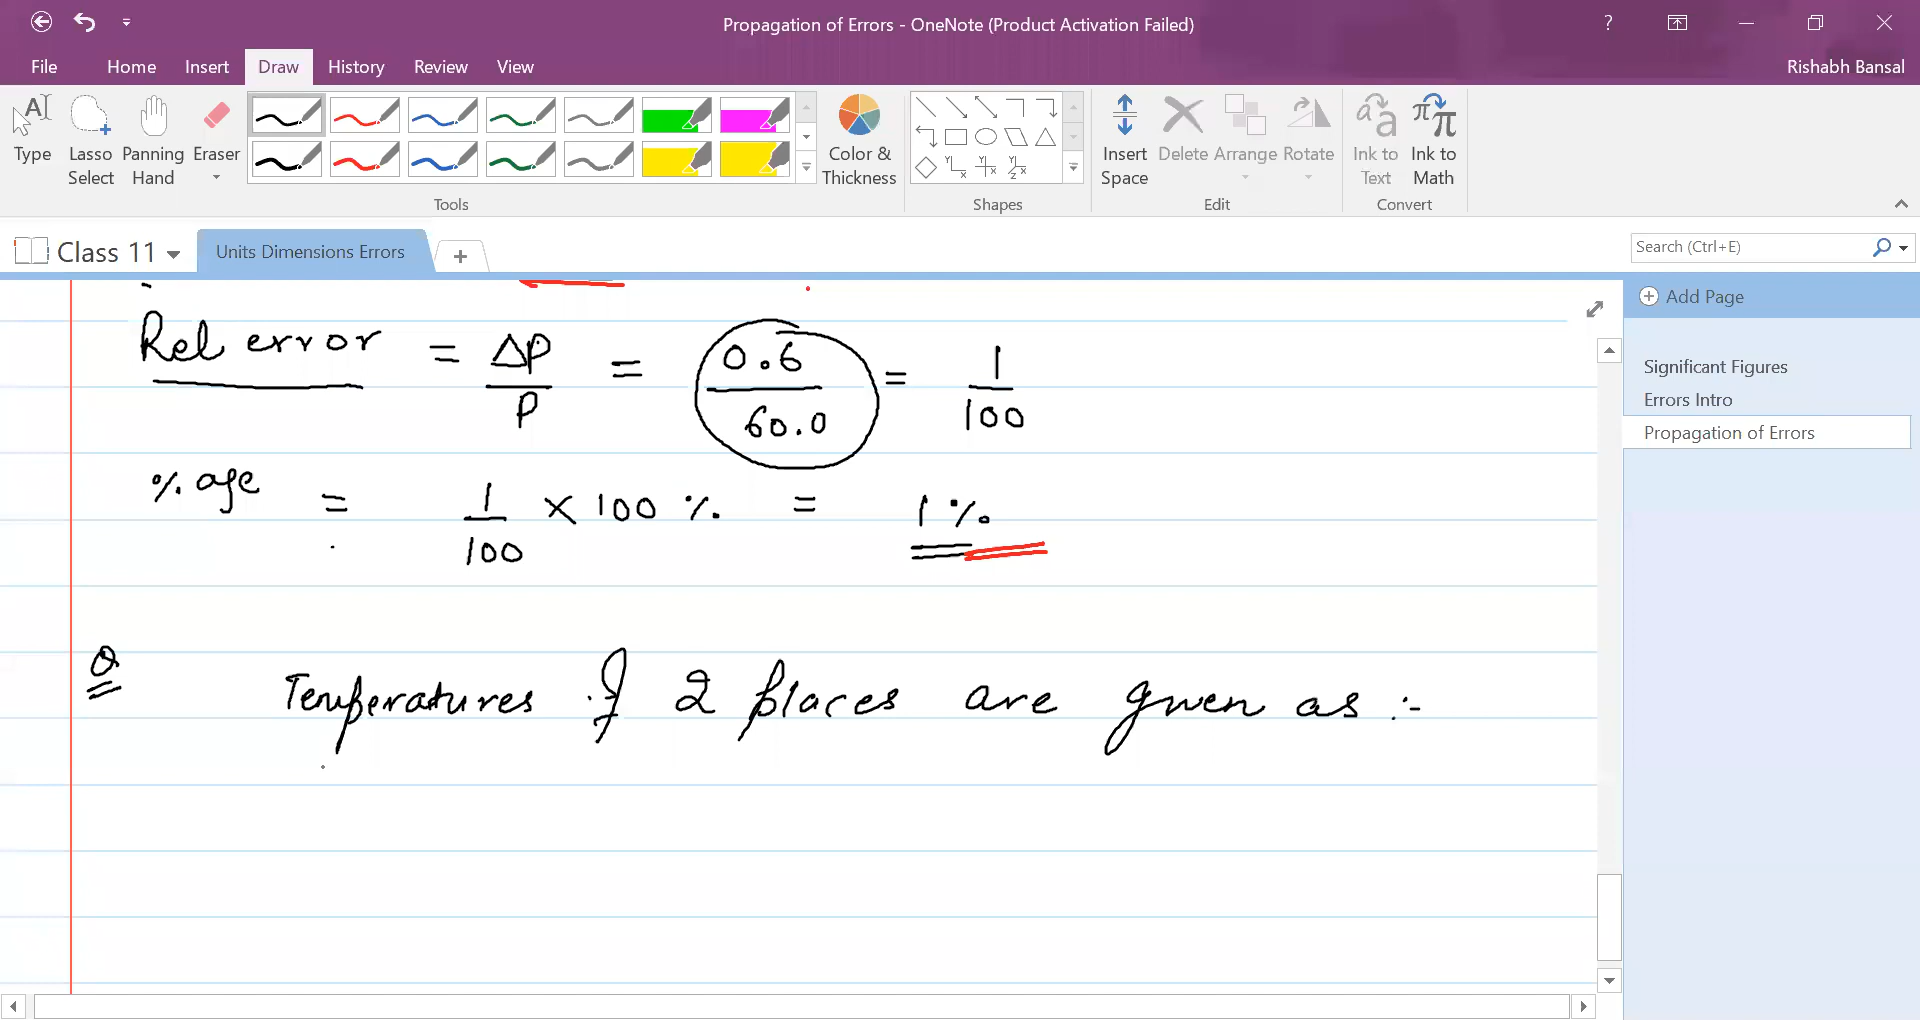 Propagation of Errors - OneNote (Product Activation Failed)
?
File Home Insert Draw History Review View
Rishabh Bansal
Type
Lasso Select
Panning Hand
Eraser
Color & Thickness
Insert Space
Delete
Arrange
Rotate
Ink to Text
Ink to Math
Tools
Shapes
Edit
Convert
Class 11
Units Dimensions Errors
Search (Ctrl+E)
Add Page
Significant Figures
Errors Intro
Propagation of Errors
Rel error = ΔP/P = 0.6/60.0 = 1/100
% age = 1/100 × 100 % = 1 %
Q Temperatures of 2 places are given as :-